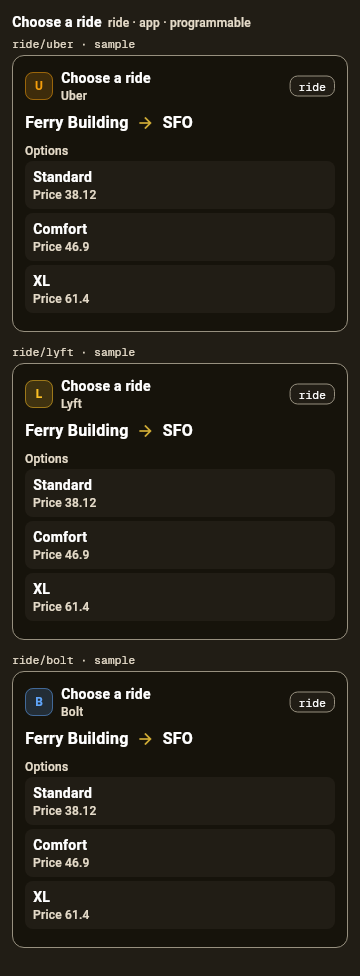 Choose a ride ride · app · programmable
ride/uber · sample
U Choose a ride ride
Uber
Ferry Building → SFO
Options
Standard
Price 38.12
Comfort
Price 46.9
XL
Price 61.4
ride/lyft · sample
L Choose a ride ride
Lyft
Ferry Building → SFO
Options
Standard
Price 38.12
Comfort
Price 46.9
XL
Price 61.4
ride/bolt · sample
B Choose a ride ride
Bolt
Ferry Building → SFO
Options
Standard
Price 38.12
Comfort
Price 46.9
XL
Price 61.4